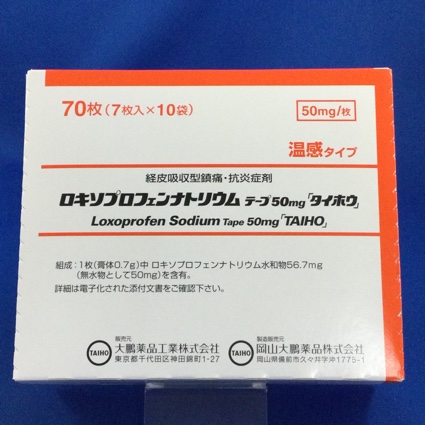 70枚(7枚入×10袋)
50mg/枚
温感タイプ
経皮吸収型鎮痛・抗炎症剤
ロキソプロフェンナトリウム テープ50mg「タイホウ」
Loxoprofen Sodium Tape 50mg「TAIHO」
組成:1枚(膏体0.7g)中 ロキソプロフェンナトリウム水和物56.7mg
(無水物として50mg)を含有。
詳細は電子化された添付文書をご確認下さい。
販売元
TAIHO 大鵬薬品工業株式会社
東京都千代田区神田錦町1-27
製造販売元
TAIHO 岡山大鵬薬品株式会社
岡山県備前市久々井字沖1775-1